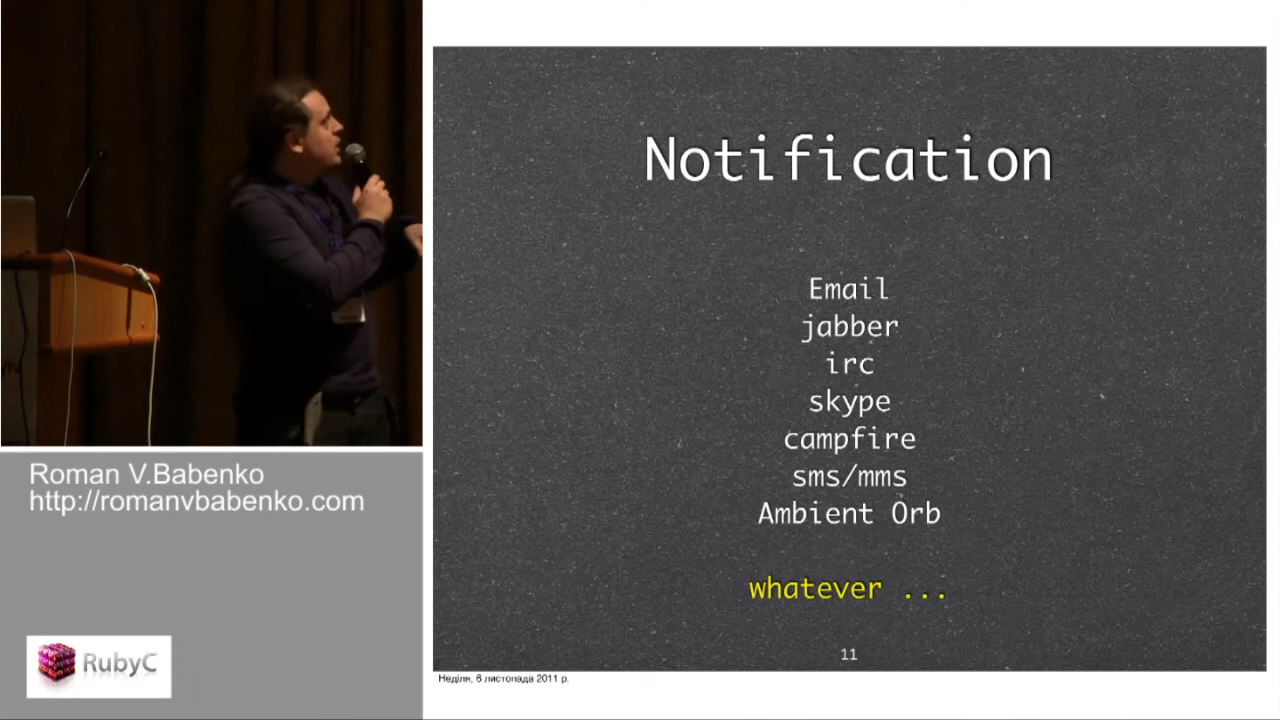 Notification
Email
jabber
irc
skype
campfire
sms/mms
Ambient Orb
whatever ...
11
Неділя, 6 листопада 2011 р.
Roman V.Babenko
http://romanvbabenko.com
RubyC